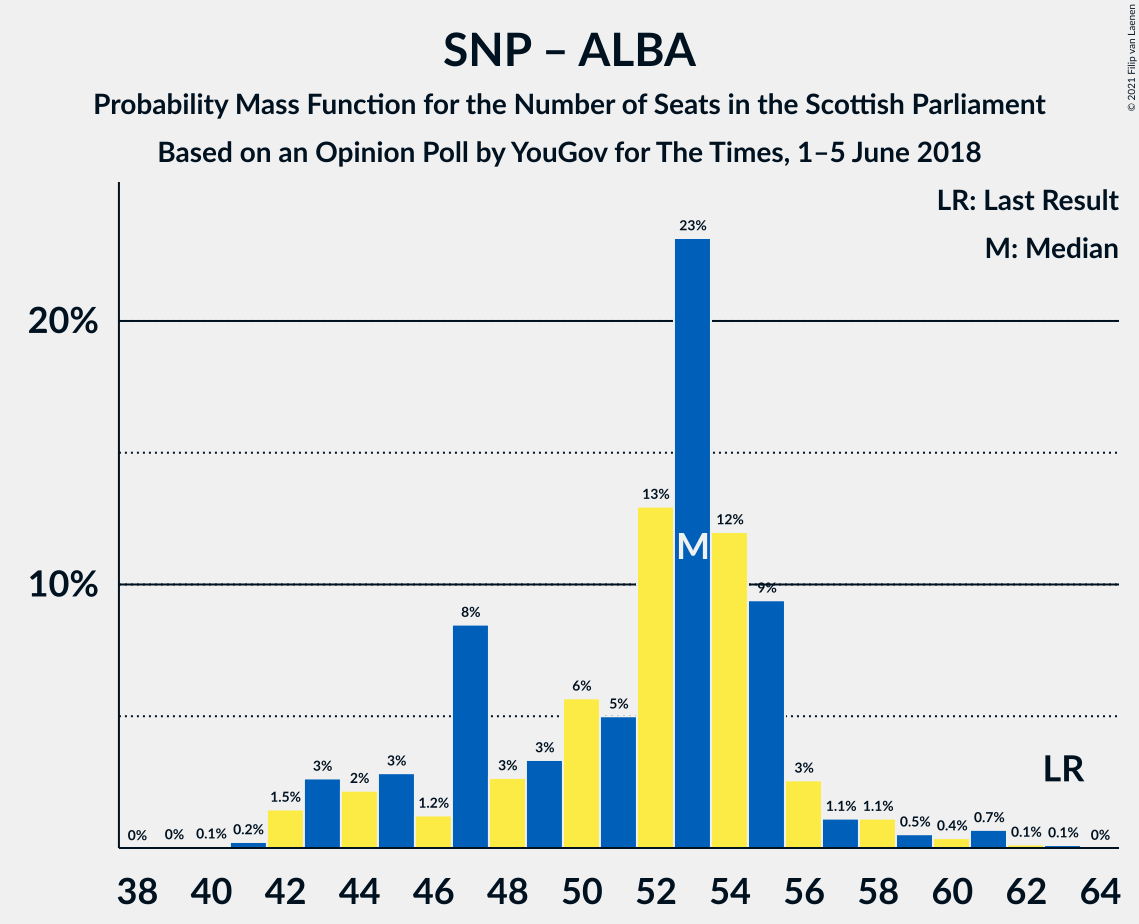 SNP – ALBA
Probability Mass Function for the Number of Seats in the Scottish Parliament
Based on an Opinion Poll by YouGov for The Times, 1–5 June 2018
© 2021 Filip van Laenen
LR: Last Result
M: Median
20%
10%
0% 0% 0.1% 0.2% 1.5% 3% 2% 3% 1.2% 8% 3% 3% 6% 5% 13% 23% 12% 9% 3% 1.1% 1.1% 0.5% 0.4% 0.7% 0.1% 0.1% 0%
M
LR
38 40 42 44 46 48 50 52 54 56 58 60 62 64